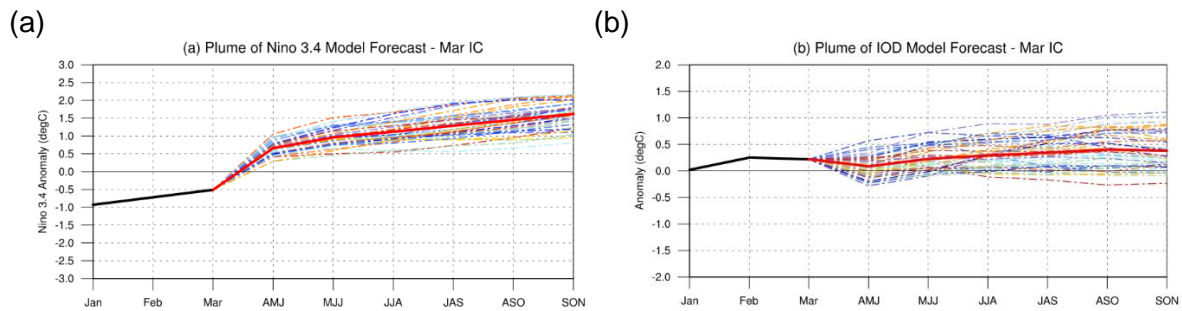 (a)
(a) Plume of Nino 3.4 Model Forecast - Mar IC
Nino 3.4 Anomaly (degC)
3.0
2.5
2.0
1.5
1.0
0.5
0.0
-0.5
-1.0
-1.5
-2.0
-2.5
-3.0
Jan Feb Mar AMJ MJJ JJA JAS ASO SON
(b)
(b) Plume of IOD Model Forecast - Mar IC
Anomaly (degC)
2.0
1.5
1.0
0.5
0.0
-0.5
-1.0
-1.5
-2.0
Jan Feb Mar AMJ MJJ JJA JAS ASO SON